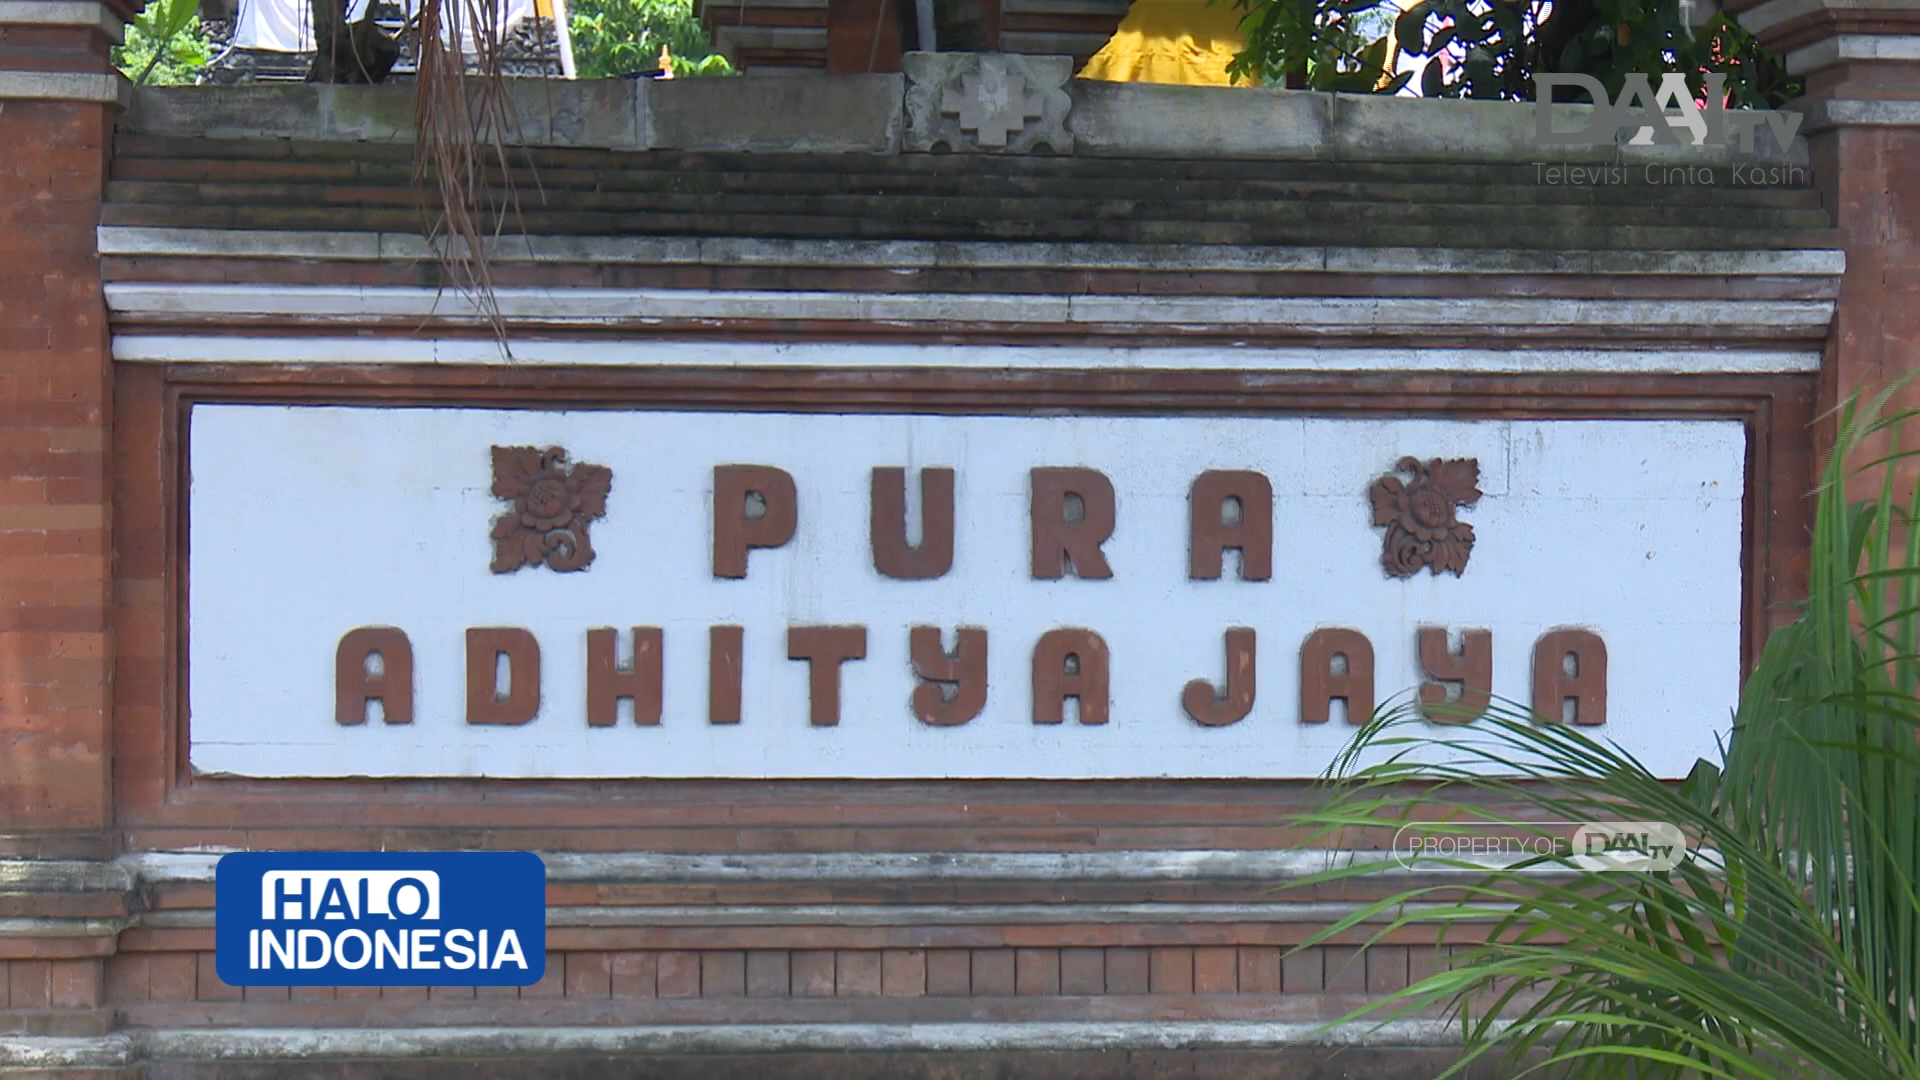 DAAI TV
Televisi Cinta Kasih
PURA
ADHITYA JAYA
PROPERTY OF DAAI TV
HALO
INDONESIA